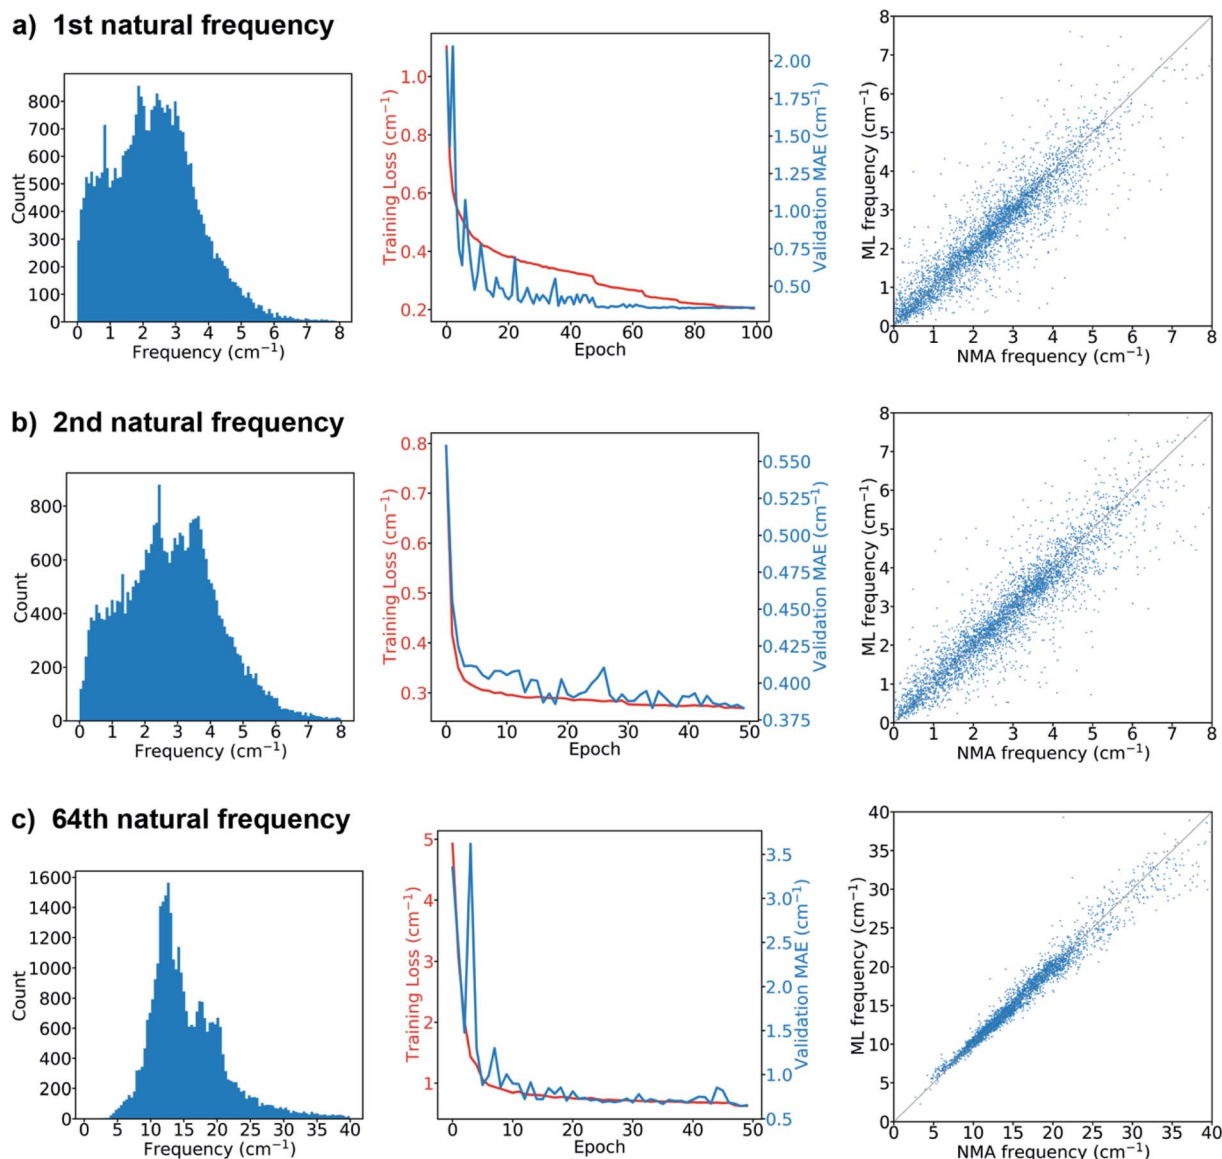 a) 1st natural frequency
800
700
600
500
400
300
200
100
0
Count
0 1 2 3 4 5 6 7 8
Frequency (cm⁻¹)
1.0
0.8
0.6
0.4
0.2
Training Loss (cm⁻¹)
2.00
1.75
1.50
1.25
1.00
0.75
0.50
Validation MAE (cm⁻¹)
0 20 40 60 80 100
Epoch
8
7
6
5
4
3
2
1
0
ML frequency (cm⁻¹)
0 1 2 3 4 5 6 7 8
NMA frequency (cm⁻¹)
b) 2nd natural frequency
800
600
400
200
0
Count
0 1 2 3 4 5 6 7 8
Frequency (cm⁻¹)
0.8
0.7
0.6
0.5
0.4
0.3
Training Loss (cm⁻¹)
0.550
0.525
0.500
0.475
0.450
0.425
0.400
0.375
Validation MAE (cm⁻¹)
0 10 20 30 40 50
Epoch
8
7
6
5
4
3
2
1
0
ML frequency (cm⁻¹)
0 1 2 3 4 5 6 7 8
NMA frequency (cm⁻¹)
c) 64th natural frequency
1600
1400
1200
1000
800
600
400
200
0
Count
0 5 10 15 20 25 30 35 40
Frequency (cm⁻¹)
5
4
3
2
1
Training Loss (cm⁻¹)
3.5
3.0
2.5
2.0
1.5
1.0
0.5
Validation MAE (cm⁻¹)
0 10 20 30 40 50
Epoch
40
35
30
25
20
15
10
5
0
ML frequency (cm⁻¹)
0 5 10 15 20 25 30 35 40
NMA frequency (cm⁻¹)